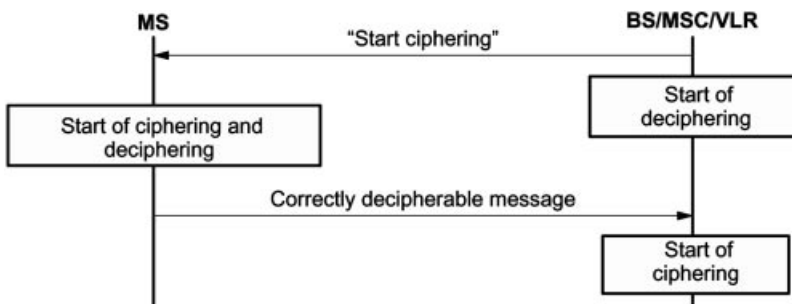 MS
BS/MSC/VLR
“Start ciphering”
Start of
deciphering
Start of ciphering and
deciphering
Correctly decipherable message
Start of
ciphering